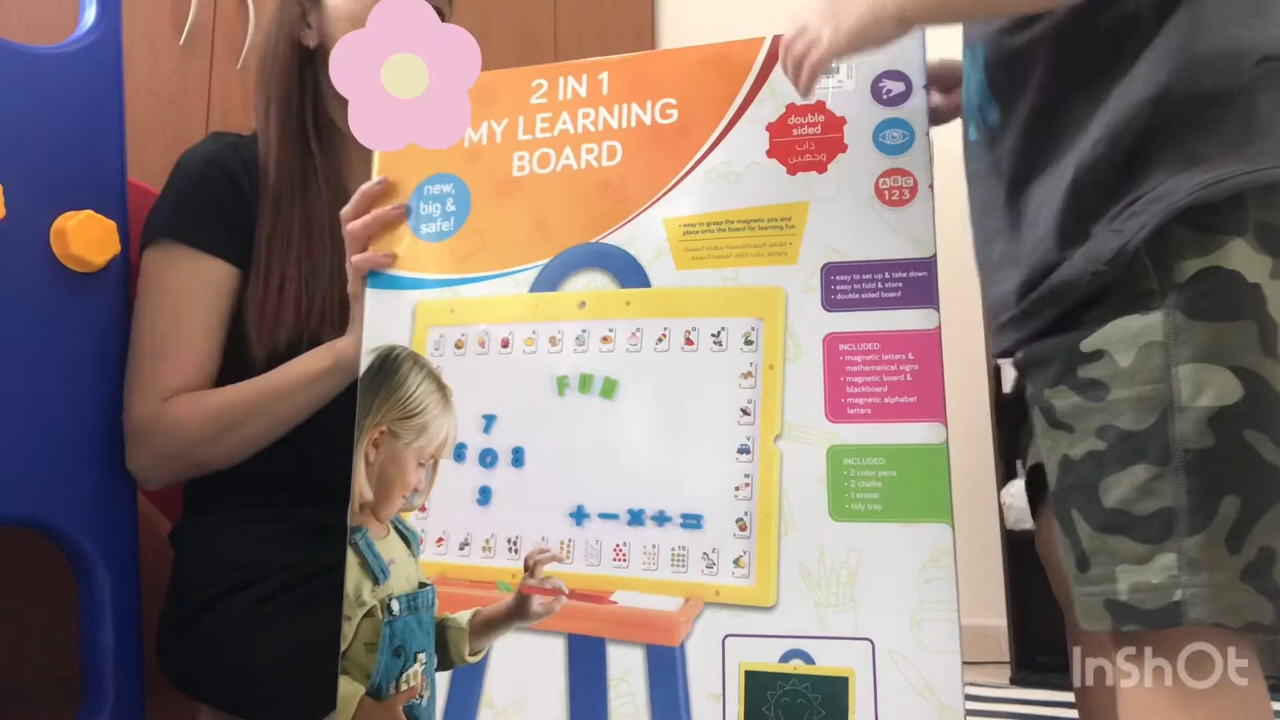 2 IN 1
MY LEARNING
BOARD
new,
big &
safe!
double
sided
ذات
وجهين
ABC
123
• easy to grasp the magnetic pcs and
place onto the board for learning fun
• easy to set up & take down
• easy to fold & store
• double sided board
INCLUDED:
• magnetic letters &
mathematical signs
• magnetic board &
blackboard
• magnetic alphabet
letters
INCLUDED:
• 2 color pens
• 2 chalks
• 1 eraser
• tidy tray
FUN
7
6 0 8
9
+ − × ÷ =
InShOt